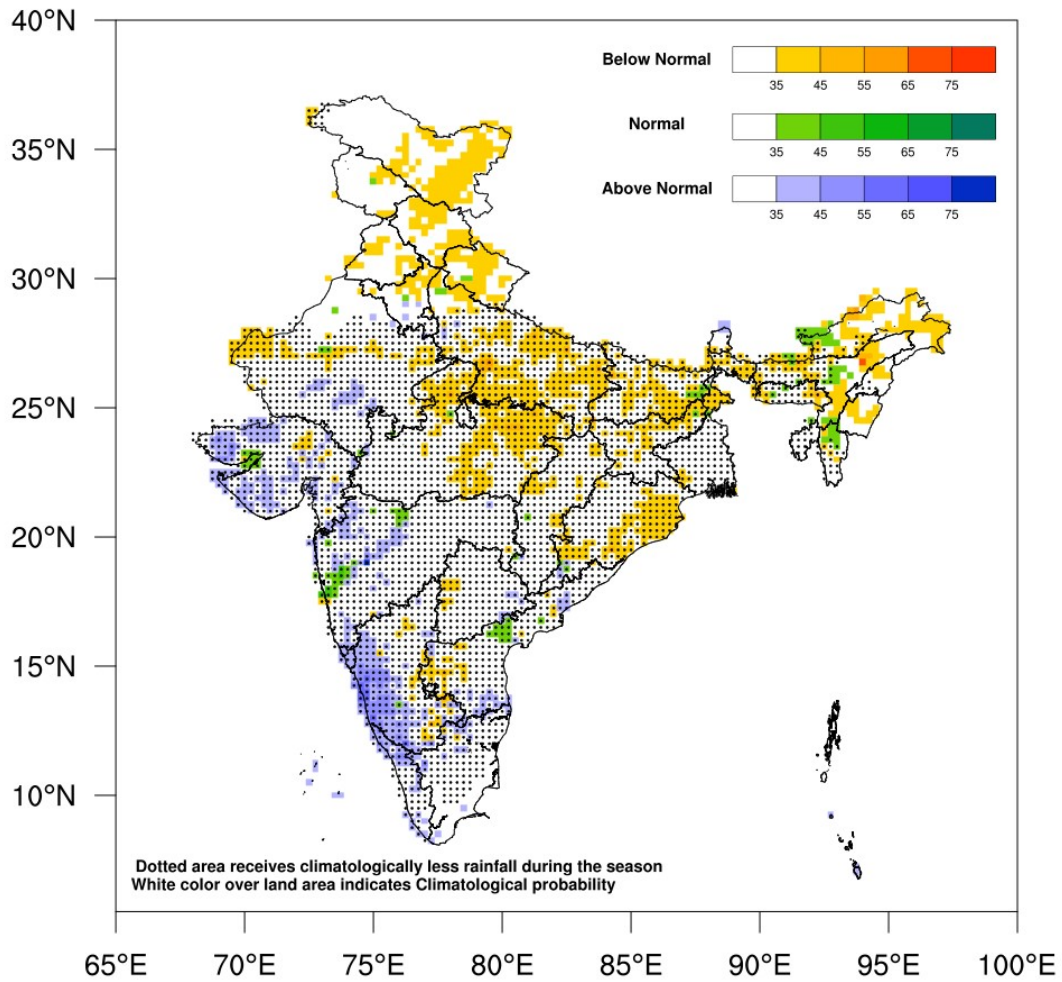 40°N
Below Normal
35 45 55 65 75
Normal
35 45 55 65 75
35°N
Above Normal
35 45 55 65 75
30°N
25°N
20°N
15°N
10°N
Dotted area receives climatologically less rainfall during the season
White color over land area indicates Climatological probability
65°E 70°E 75°E 80°E 85°E 90°E 95°E 100°E